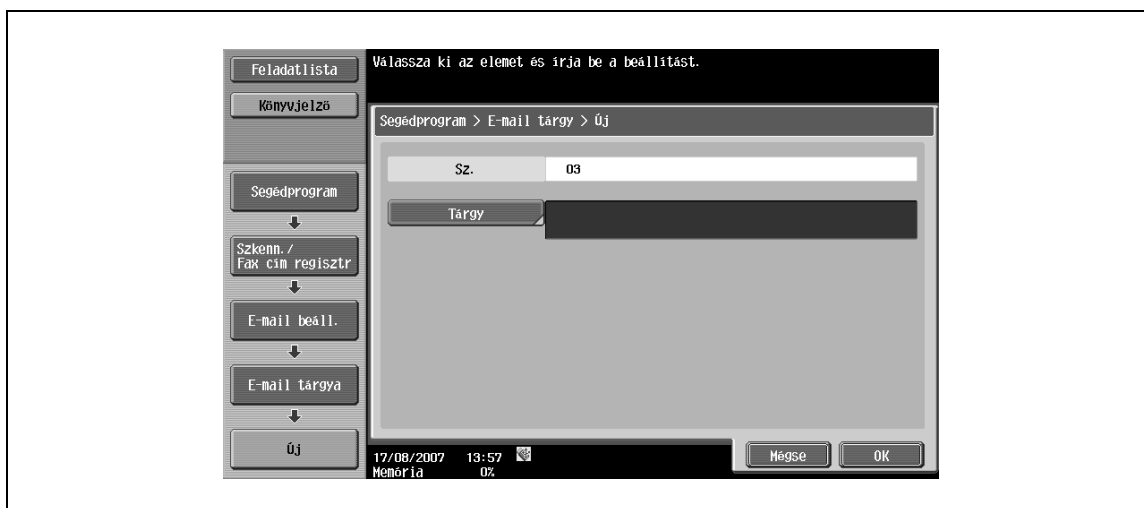 Feladatlista
Könyvjelző
Válassza ki az elemet és írja be a beállítást.
Segédprogram > E-mail tárgy > Új
Sz. 03
Tárgy
Segédprogram
Szkenn./
Fax cím regisztr
E-mail beáll.
E-mail tárgya
Új
17/08/2007 13:57
Memória 0%
Mégse OK